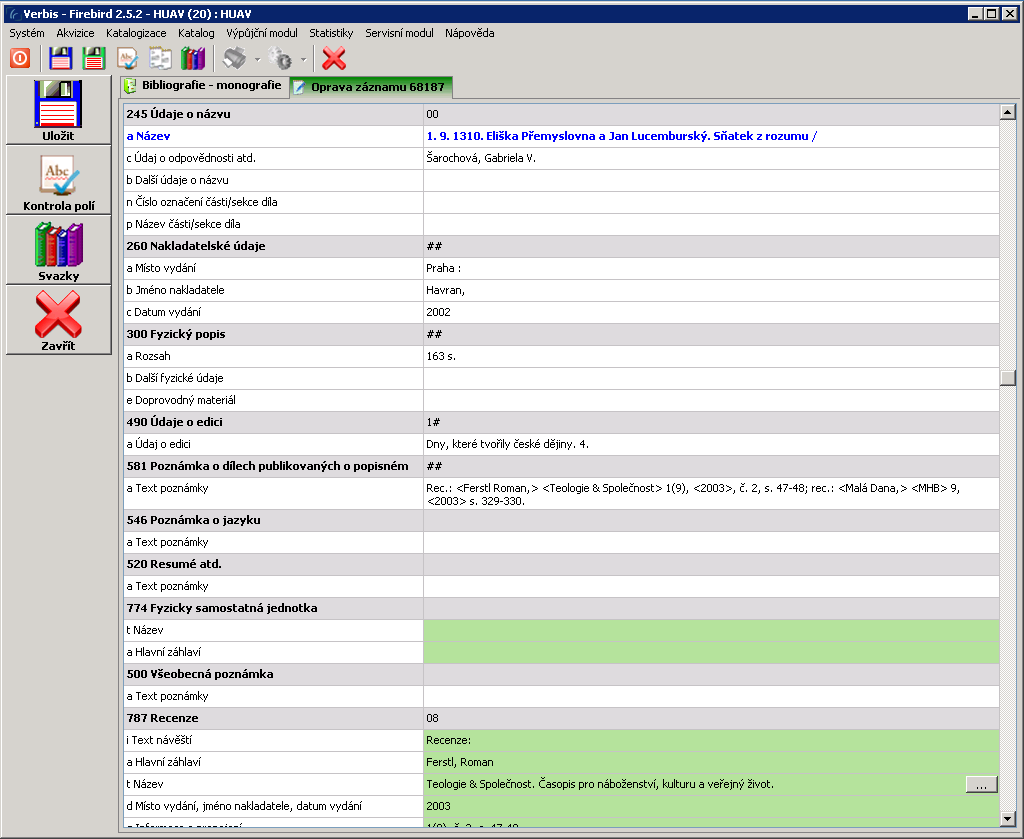 Verbis - Firebird 2.5.2 - HUAV (20) : HUAV
Systém Akvizice Katalogizace Katalog Výpůjční modul Statistiky Servisní modul Nápověda
Bibliografie - monografie Oprava záznamu 68187
Uložit
Abc
Kontrola polí
Svazky
Zavřít
245 Údaje o názvu 00
a Název 1. 9. 1310. Eliška Přemyslovna a Jan Lucemburský. Sňatek z rozumu /
c Údaj o odpovědnosti atd. Šarochová, Gabriela V.
b Další údaje o názvu
n Číslo označení části/sekce díla
p Název části/sekce díla
260 Nakladatelské údaje ##
a Místo vydání Praha :
b Jméno nakladatele Havran,
c Datum vydání 2002
300 Fyzický popis ##
a Rozsah 163 s.
b Další fyzické údaje
e Doprovodný materiál
490 Údaje o edici 1#
a Údaj o edici Dny, které tvořily české dějiny. 4.
581 Poznámka o dílech publikovaných o popisném ##
a Text poznámky Rec.: <Ferstl Roman,> <Teologie & Společnost> 1(9), <2003>, č. 2, s. 47-48; rec.: <Malá Dana,> <MHB> 9,
<2003> s. 329-330.
546 Poznámka o jazyku
a Text poznámky
520 Resumé atd.
a Text poznámky
774 Fyzicky samostatná jednotka
t Název
a Hlavní záhlaví
500 Všeobecná poznámka
a Text poznámky
787 Recenze 08
i Text návěští Recenze:
a Hlavní záhlaví Ferstl, Roman
t Název Teologie & Společnost. Časopis pro náboženství, kulturu a veřejný život. ...
d Místo vydání, jméno nakladatele, datum vydání 2003
g Informace o propojení 1(9), č. 2, s. 47-48